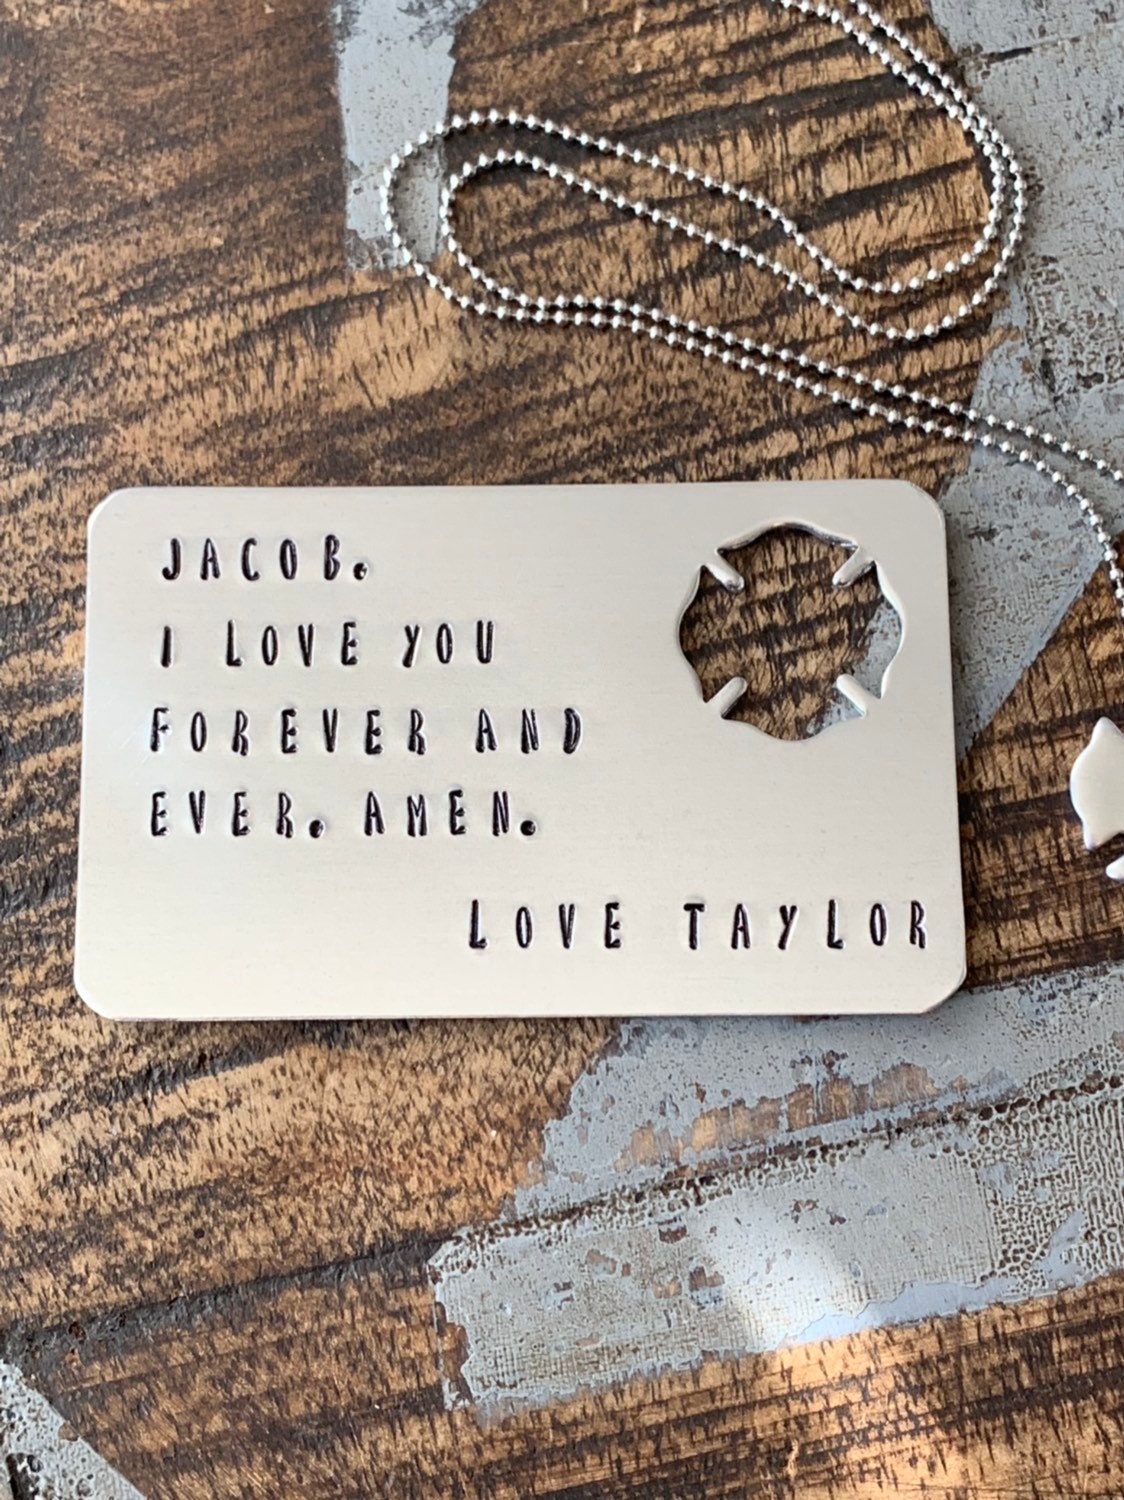 JACOB.
I LOVE YOU
FOREVER AND
EVER. AMEN.
LOVE TAYLOR